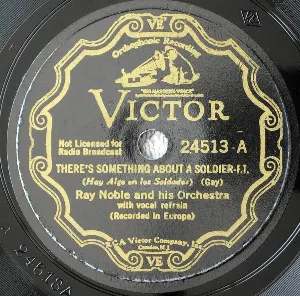 VE
Orthophonic Recording
"HIS MASTER'S VOICE"
VICTOR
Not Licensed for
Radio Broadcast
24513 A
THERE'S SOMETHING ABOUT A SOLDIER-F.T.
(Hay Algo en los Soldados) (Gay)
Ray Noble and his Orchestra
with vocal refrain
(Recorded in Europe)
RCA Victor Company, Inc.
Camden, N.J.
VE
24513A